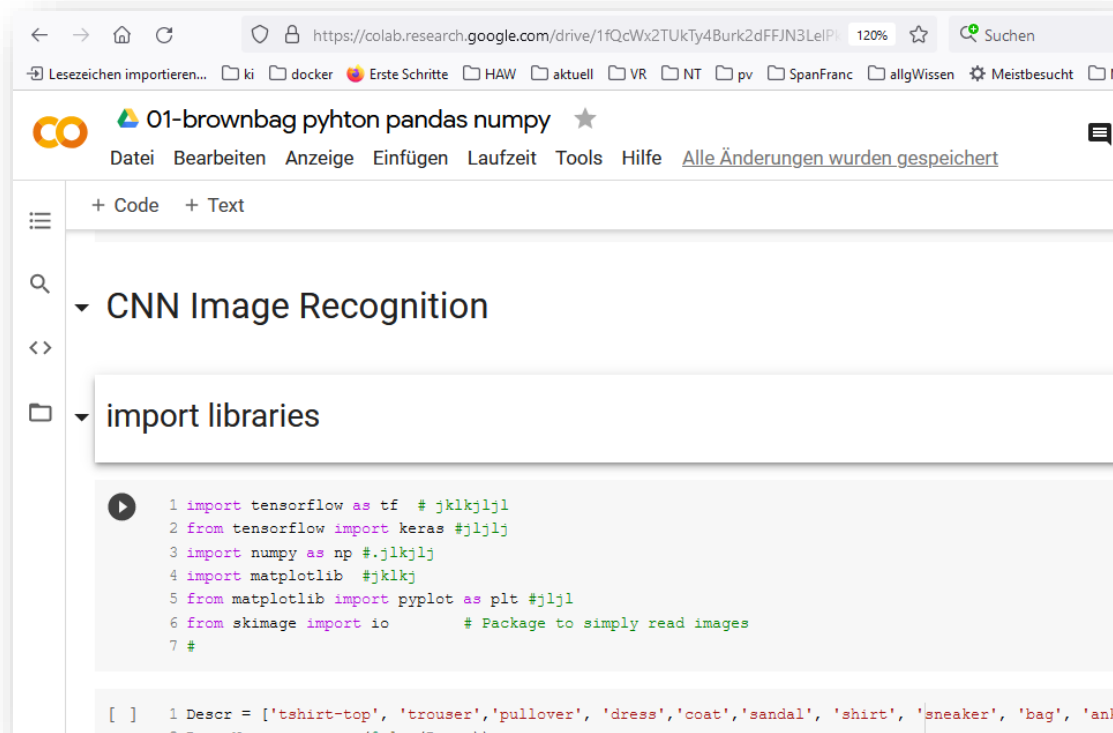 https://colab.research.google.com/drive/1fQcWx2TUkTy4Burk2dFFJN3LelP 120% Suchen
Lesezeichen importieren... ki docker Erste Schritte HAW aktuell VR NT pv SpanFranc allgWissen Meistbesucht
01-brownbag pyhton pandas numpy
Datei Bearbeiten Anzeige Einfügen Laufzeit Tools Hilfe Alle Änderungen wurden gespeichert
+ Code + Text
CNN Image Recognition
import libraries
1 import tensorflow as tf # jklkjljl
2 from tensorflow import keras #jljlj
3 import numpy as np #.jlkjlj
4 import matplotlib #jklkj
5 from matplotlib import pyplot as plt #jljl
6 from skimage import io # Package to simply read images
7 #
[ ] 1 Descr = ['tshirt-top', 'trouser','pullover', 'dress','coat','sandal', 'shirt', 'sneaker', 'bag',